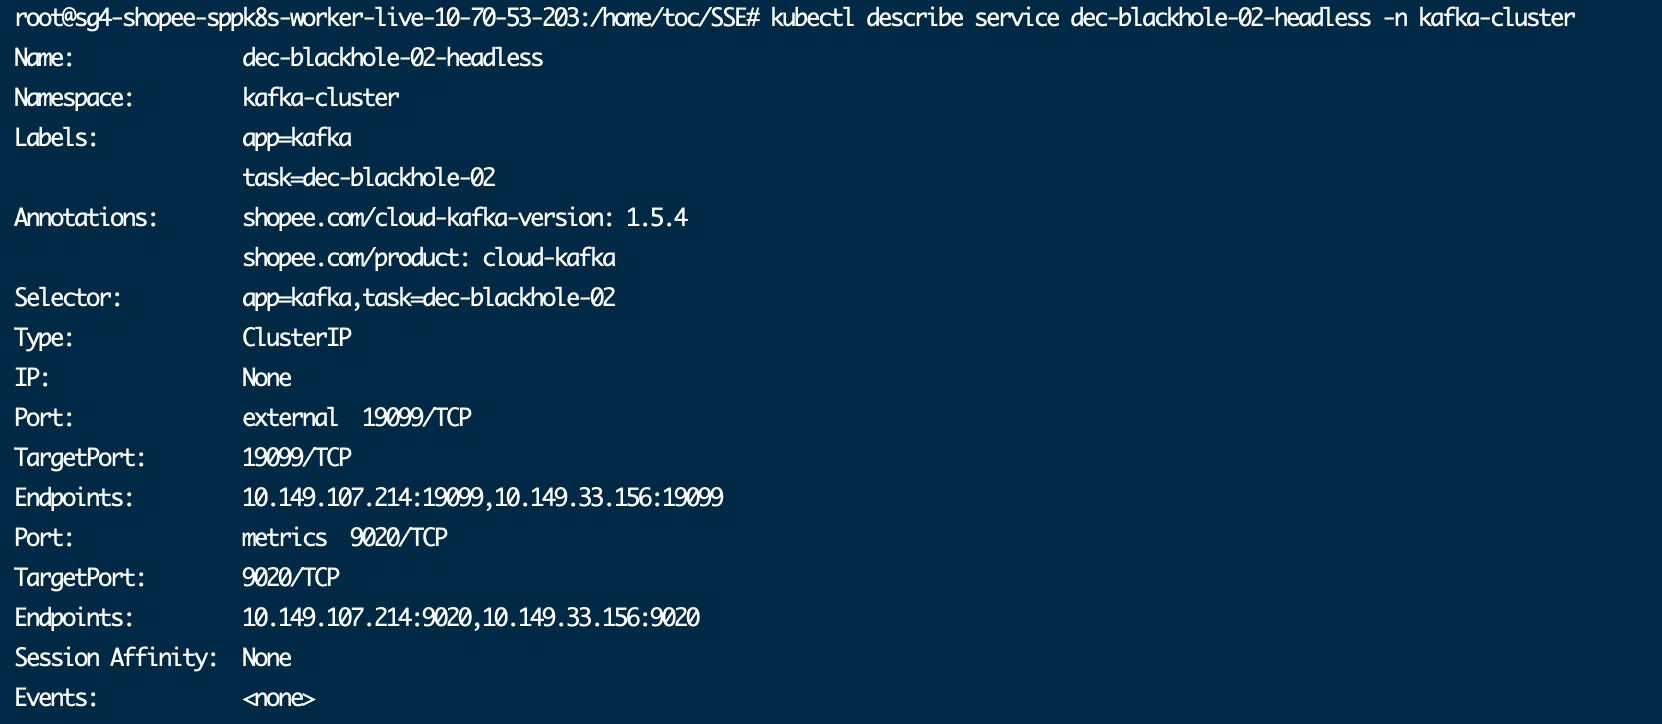 root@sg4-shopee-sppk8s-worker-live-10-70-53-203:/home/toc/SSE# kubectl describe service dec-blackhole-02-headless -n kafka-cluster
Name: dec-blackhole-02-headless
Namespace: kafka-cluster
Labels: app=kafka
task=dec-blackhole-02
Annotations: shopee.com/cloud-kafka-version: 1.5.4
shopee.com/product: cloud-kafka
Selector: app=kafka,task=dec-blackhole-02
Type: ClusterIP
IP: None
Port: external 19099/TCP
TargetPort: 19099/TCP
Endpoints: 10.149.107.214:19099,10.149.33.156:19099
Port: metrics 9020/TCP
TargetPort: 9020/TCP
Endpoints: 10.149.107.214:9020,10.149.33.156:9020
Session Affinity: None
Events: <none>